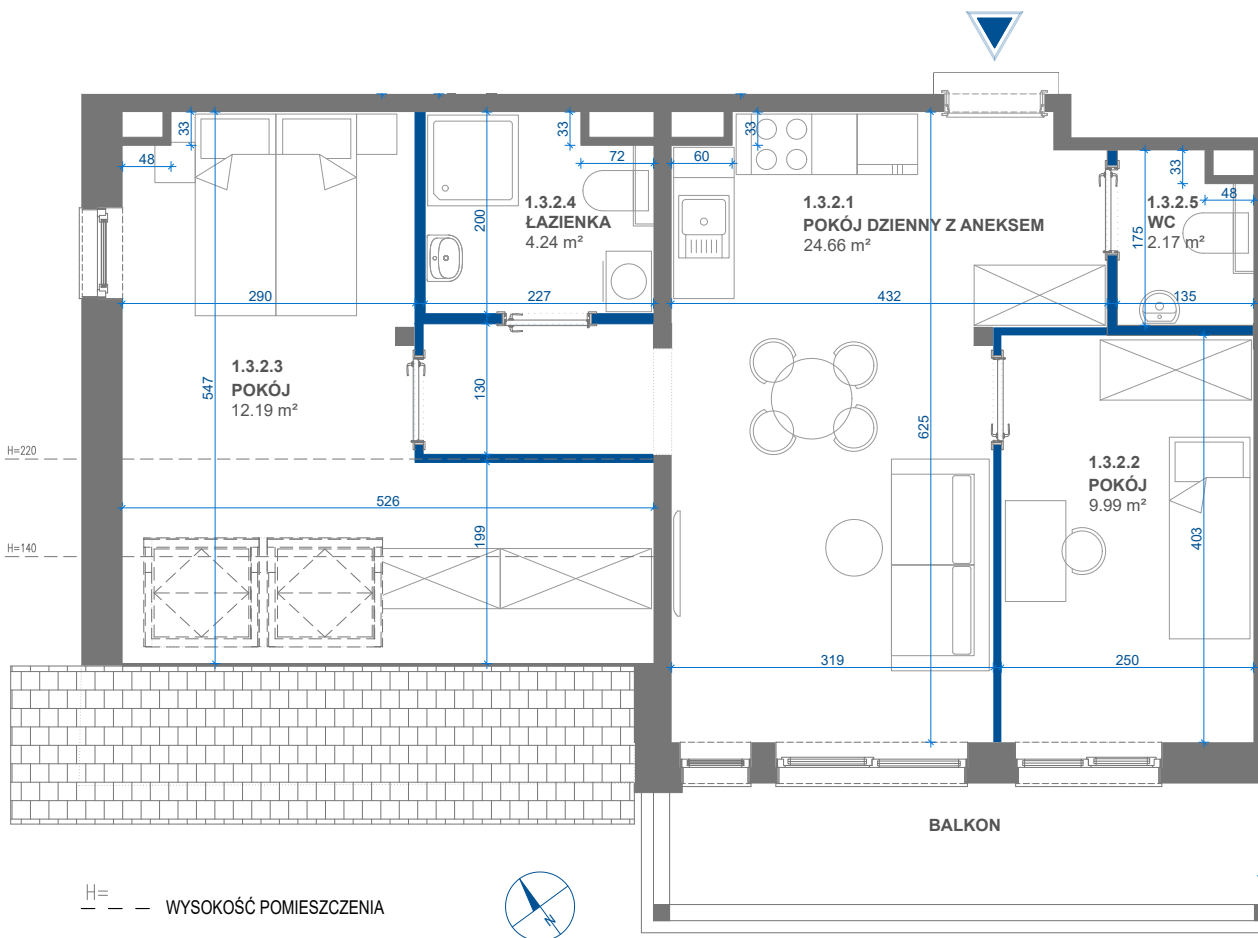 33
33
33
33
48
72
60
48
1.3.2.4
ŁAZIENKA
4.24 m²
1.3.2.1
POKÓJ DZIENNY Z ANEKSEM
24.66 m²
1.3.2.5
WC
2.17 m²
200
175
290
227
432
135
1.3.2.3
POKÓJ
12.19 m²
547
130
625
H=220
1.3.2.2
POKÓJ
9.99 m²
526
199
403
H=140
319
250
BALKON
H=
WYSOKOŚĆ POMIESZCZENIA
N